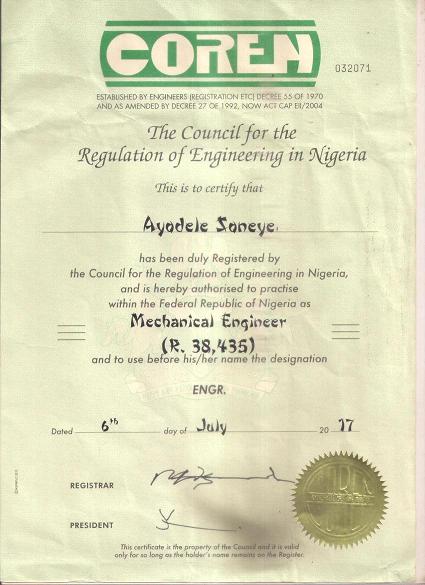 COREN
032071
ESTABLISHED BY ENGINEERS (REGISTRATION ETC) DECREE 55 OF 1970
AND AS AMENDED BY DECREE 27 OF 1992, NOW ACT CAP EII/2004
The Council for the
Regulation of Engineering in Nigeria
This is to certify that
Ayodele Soneye
has been duly Registered by
the Council for the Regulation of Engineering in Nigeria,
and is hereby authorised to practise
within the Federal Republic of Nigeria as
Mechanical Engineer
(R. 38,435)
and to use before his/her name the designation
ENGR.
Dated 6th day of July 20 17
REGISTRAR
PRESIDENT
This certificate is the property of the Council and it is valid
only for so long as the holder's name remains on the Register.